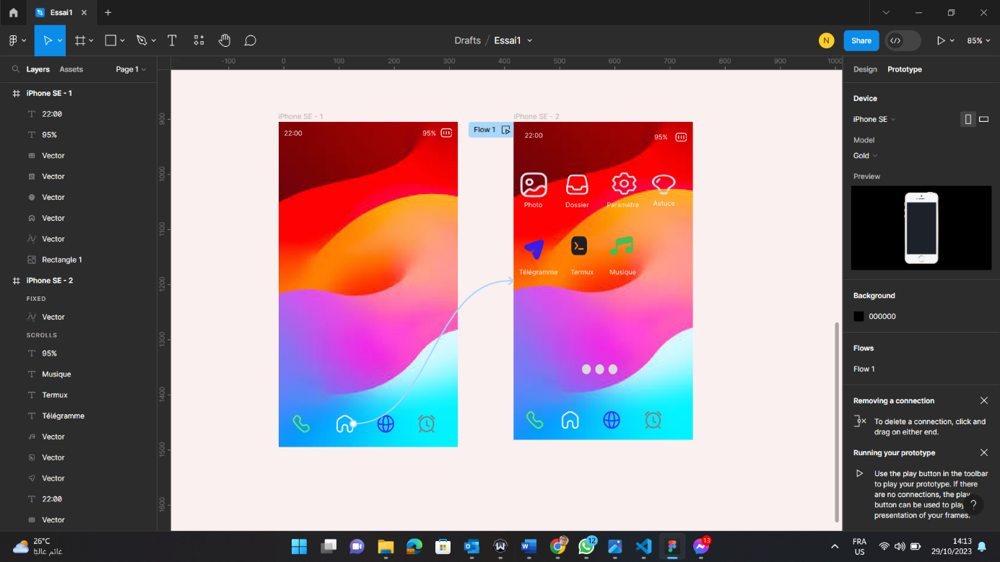 Essai1
Drafts / Essai1
N
Share
85%
Layers
Assets
Page 1
iPhone SE - 1
22:00
95%
Vector
Vector
Vector
Vector
Vector
Rectangle 1
iPhone SE - 2
FIXED
Vector
SCROLLS
95%
Musique
Termux
Télégramme
Vector
Vector
Vector
22:00
Vector
-100
0
100
200
300
400
500
600
700
800
900
1000
900
1000
1100
1200
1300
1400
1500
1600
iPhone SE - 1
22:00
95%
Flow 1
iPhone SE - 2
22:00
95%
Photo
Dossier
Paramètre
Astuce
Télégramme
Termux
Musique
Design
Prototype
Device
iPhone SE
Model
Gold
Preview
Background
000000
Flows
Flow 1
Removing a connection
To delete a connection, click and
drag on either end.
Running your prototype
Use the play button in the toolbar
to play your prototype. If there
are no connections, the play
button can be used to play
presentation of your frames.
?
26°C
غائم غالبًا
12
13
FRA
US
14:13
29/10/2023